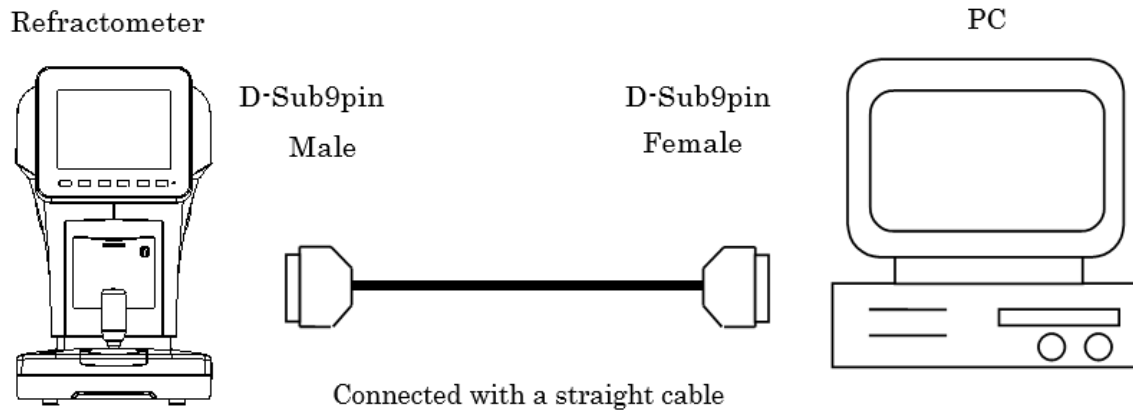 Refractometer
PC
D-Sub9pin
Male
D-Sub9pin
Female
Connected with a straight cable